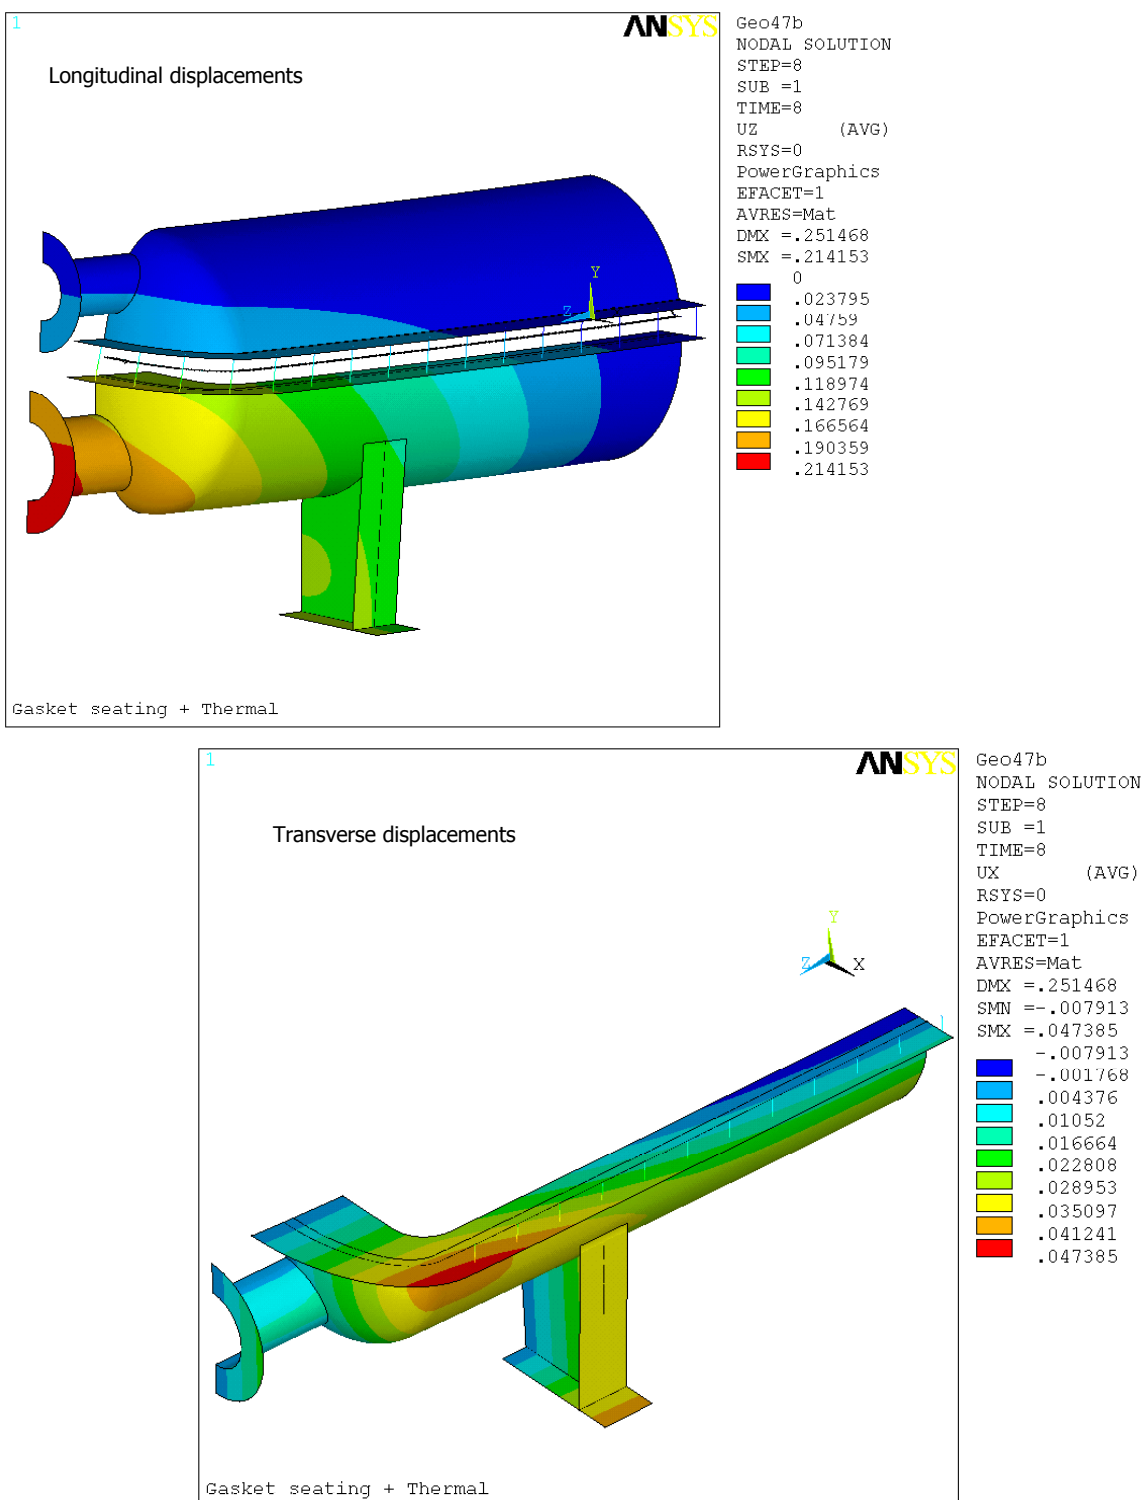 1
ANSYS
Longitudinal displacements
Geo47b
NODAL SOLUTION
STEP=8
SUB =1
TIME=8
UZ (AVG)
RSYS=0
PowerGraphics
EFACET=1
AVRES=Mat
DMX =.251468
SMX =.214153
0
.023795
.04759
.071384
.095179
.118974
.142769
.166564
.190359
.214153
Y
Z
Gasket seating + Thermal
1
ANSYS
Transverse displacements
Geo47b
NODAL SOLUTION
STEP=8
SUB =1
TIME=8
UX (AVG)
RSYS=0
PowerGraphics
EFACET=1
AVRES=Mat
DMX =.251468
SMN =-.007913
SMX =.047385
-.007913
-.001768
.004376
.01052
.016664
.022808
.028953
.035097
.041241
.047385
Y
Z X
Gasket seating + Thermal